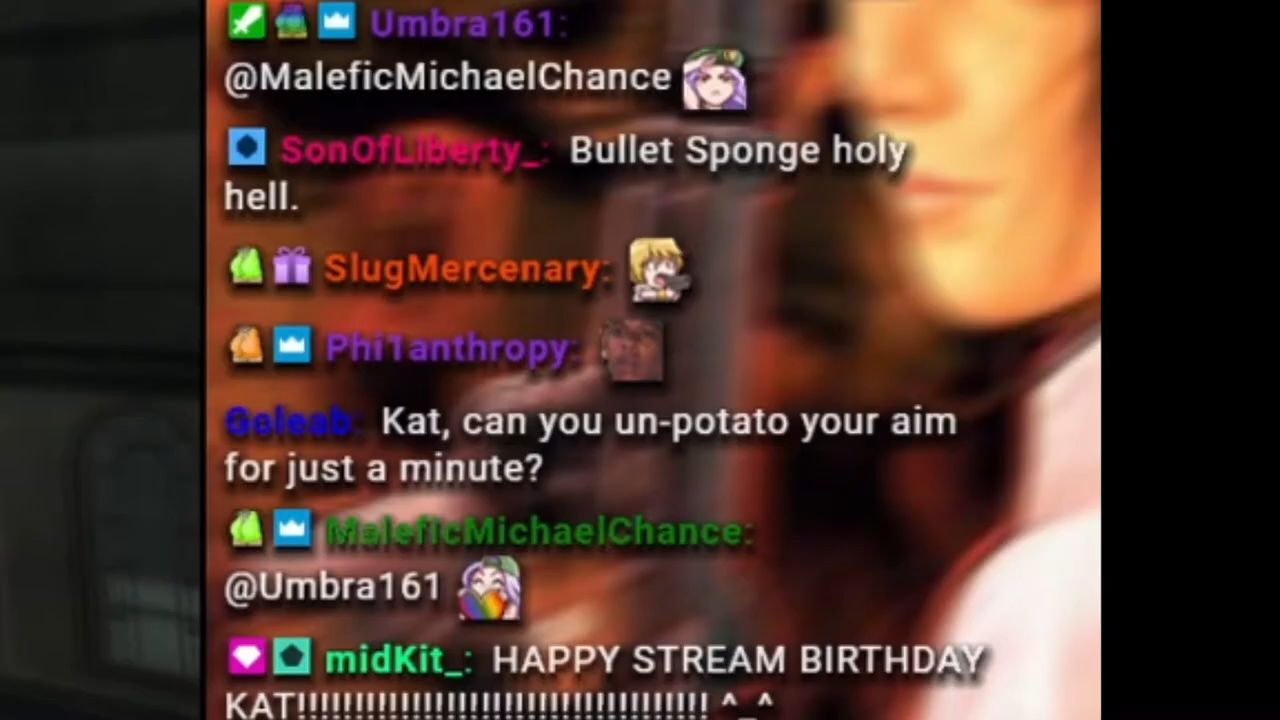 Umbra161:
@MaleficMichaelChance
SonOfLiberty_: Bullet Sponge holy
hell.
SlugMercenary:
Phi1anthropy:
Goleab: Kat, can you un-potato your aim
for just a minute?
MaleficMichaelChance:
@Umbra161
midKit_: HAPPY STREAM BIRTHDAY
KAT!!!!!!!!!!!!!!!!!!!!!!!!!!!!!!!!!!!! ^_^